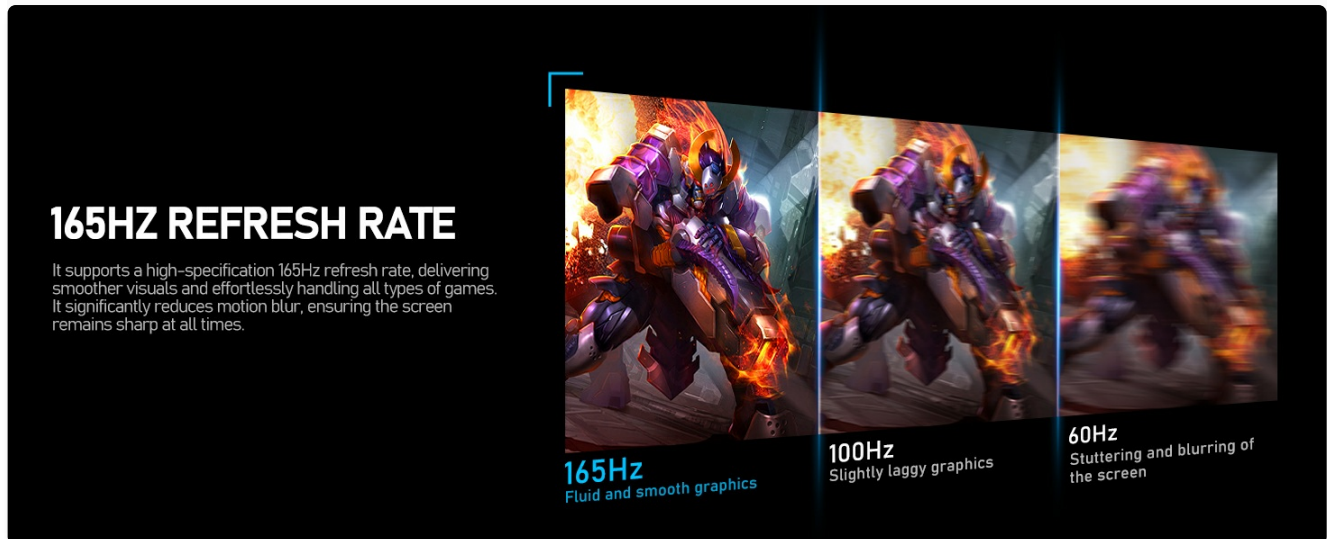 165HZ REFRESH RATE
It supports a high-specification 165Hz refresh rate, delivering
smoother visuals and effortlessly handling all types of games.
It significantly reduces motion blur, ensuring the screen
remains sharp at all times.
165Hz
Fluid and smooth graphics
100Hz
Slightly laggy graphics
60Hz
Stuttering and blurring of
the screen